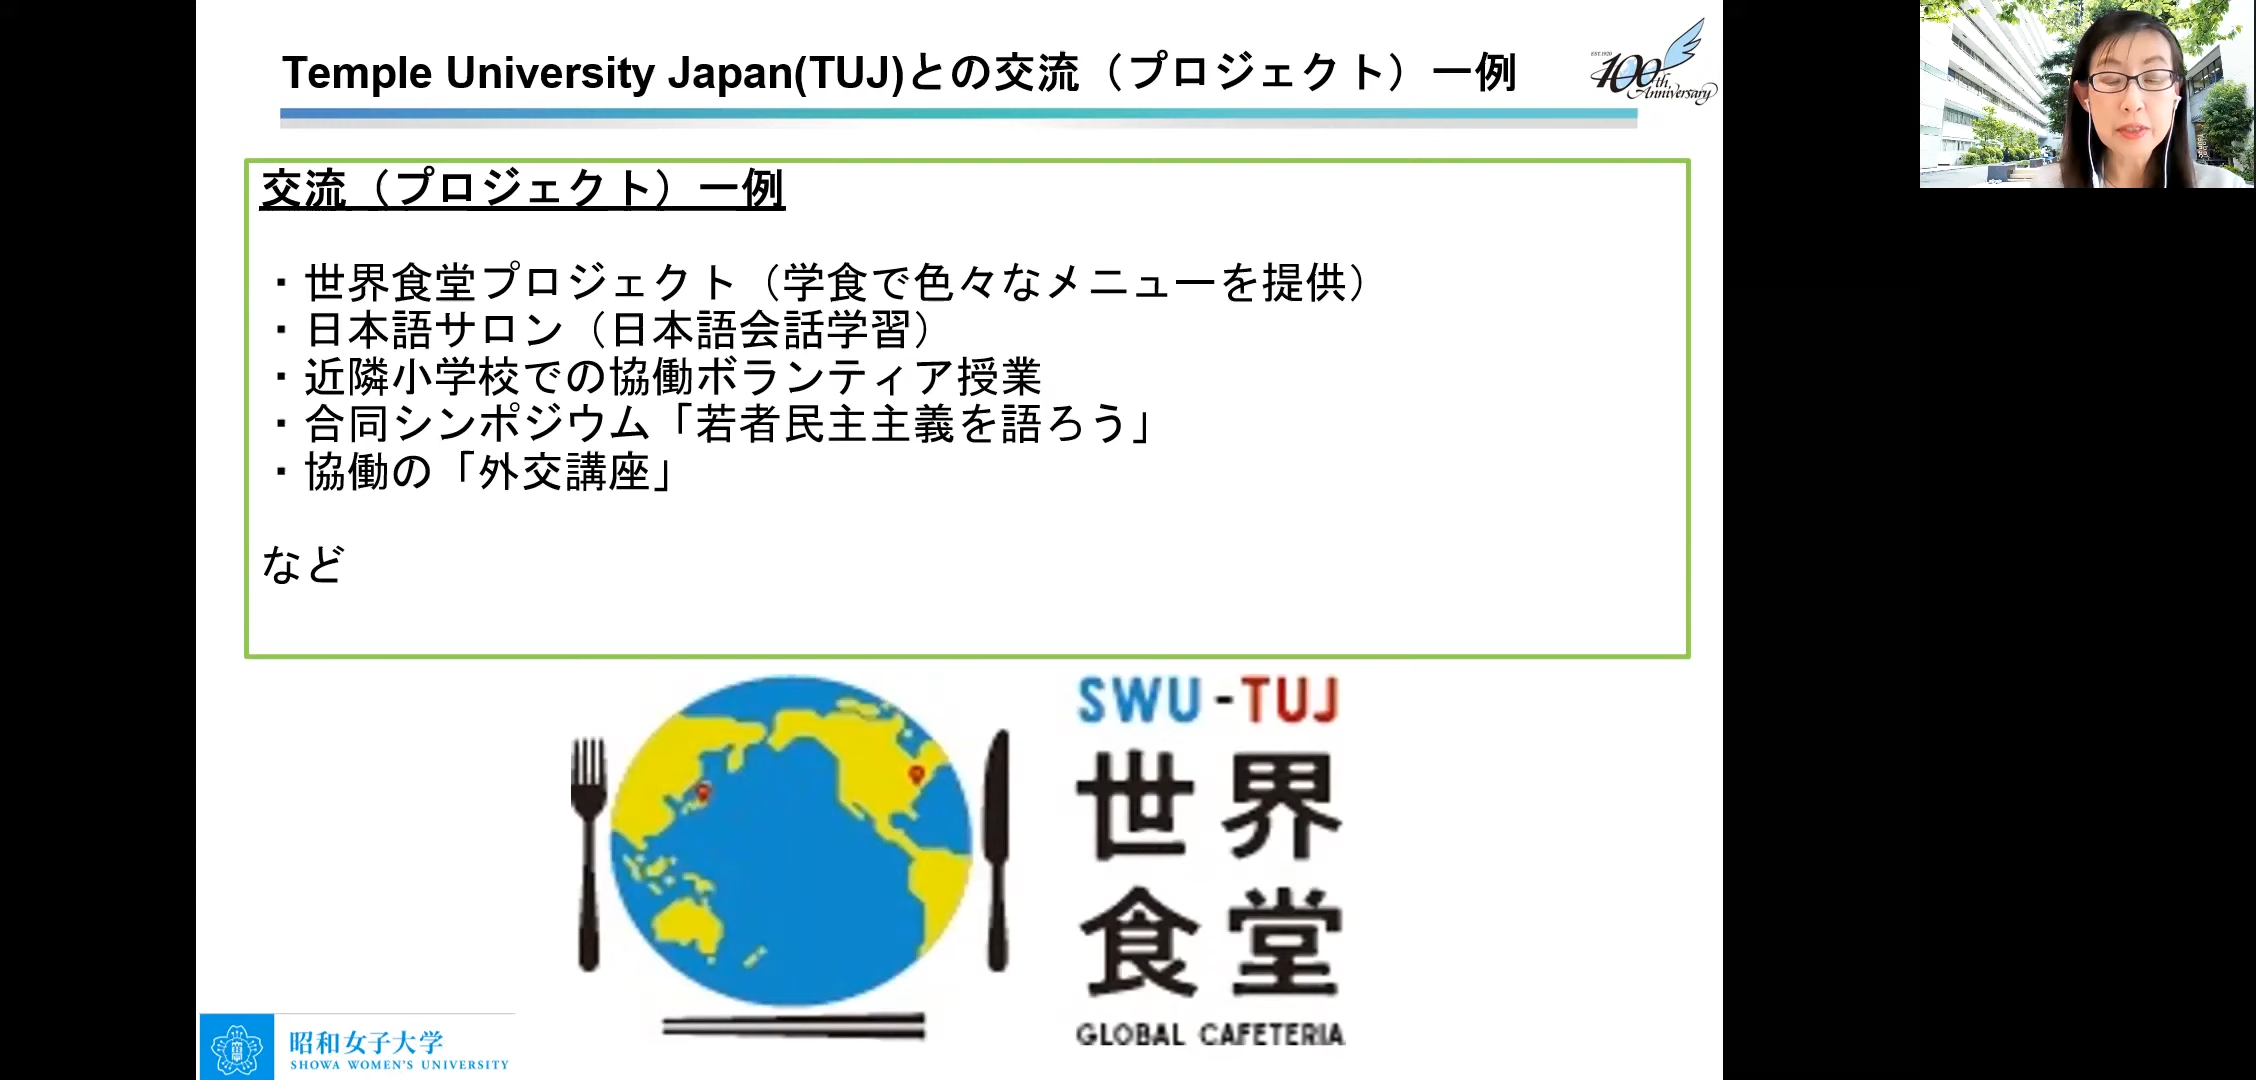 Temple University Japan(TUJ)との交流（プロジェクト）一例
EST.1920
100th
Anniversary
交流（プロジェクト）一例
・世界食堂プロジェクト（学食で色々なメニューを提供）
・日本語サロン（日本語会話学習）
・近隣小学校での協働ボランティア授業
・合同シンポジウム「若者民主主義を語ろう」
・協働の「外交講座」
など
SWU-TUJ
世界
食堂
GLOBAL CAFETERIA
昭和女子大学
SHOWA WOMEN'S UNIVERSITY